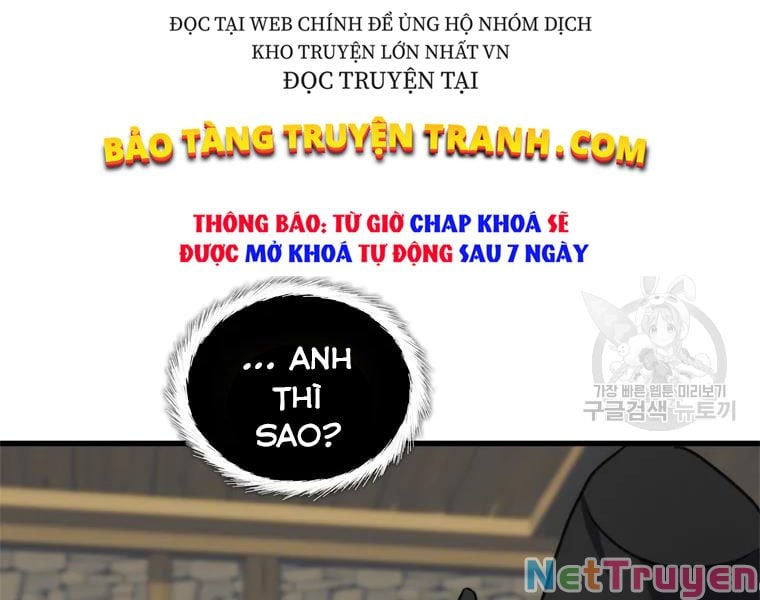 ĐỌC TẠI WEB CHÍNH ĐỂ ỦNG HỘ NHÓM DỊCH
KHO TRUYỆN LỚN NHẤT VN
ĐỌC TRUYỆN TẠI
BẢO TÀNG TRUYỆN TRANH.COM
THÔNG BÁO: TỪ GIỜ CHAP KHOÁ SẼ
ĐƯỢC MỞ KHOÁ TỰ ĐỘNG SAU 7 NGÀY
... ANH
THÌ
SAO?
가장 빠른 웹툰 미리보기
구글검색 뉴토끼
NetTruyen